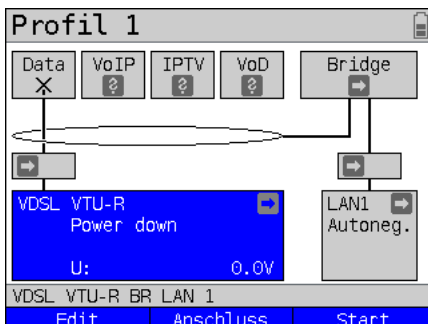 Profil 1
Data VoIP IPTV VoD Bridge
VDSL VTU-R
Power down
U: 0.0V
LAN1
Autoneg.
VDSL VTU-R BR LAN 1
Edit Anschluss Start